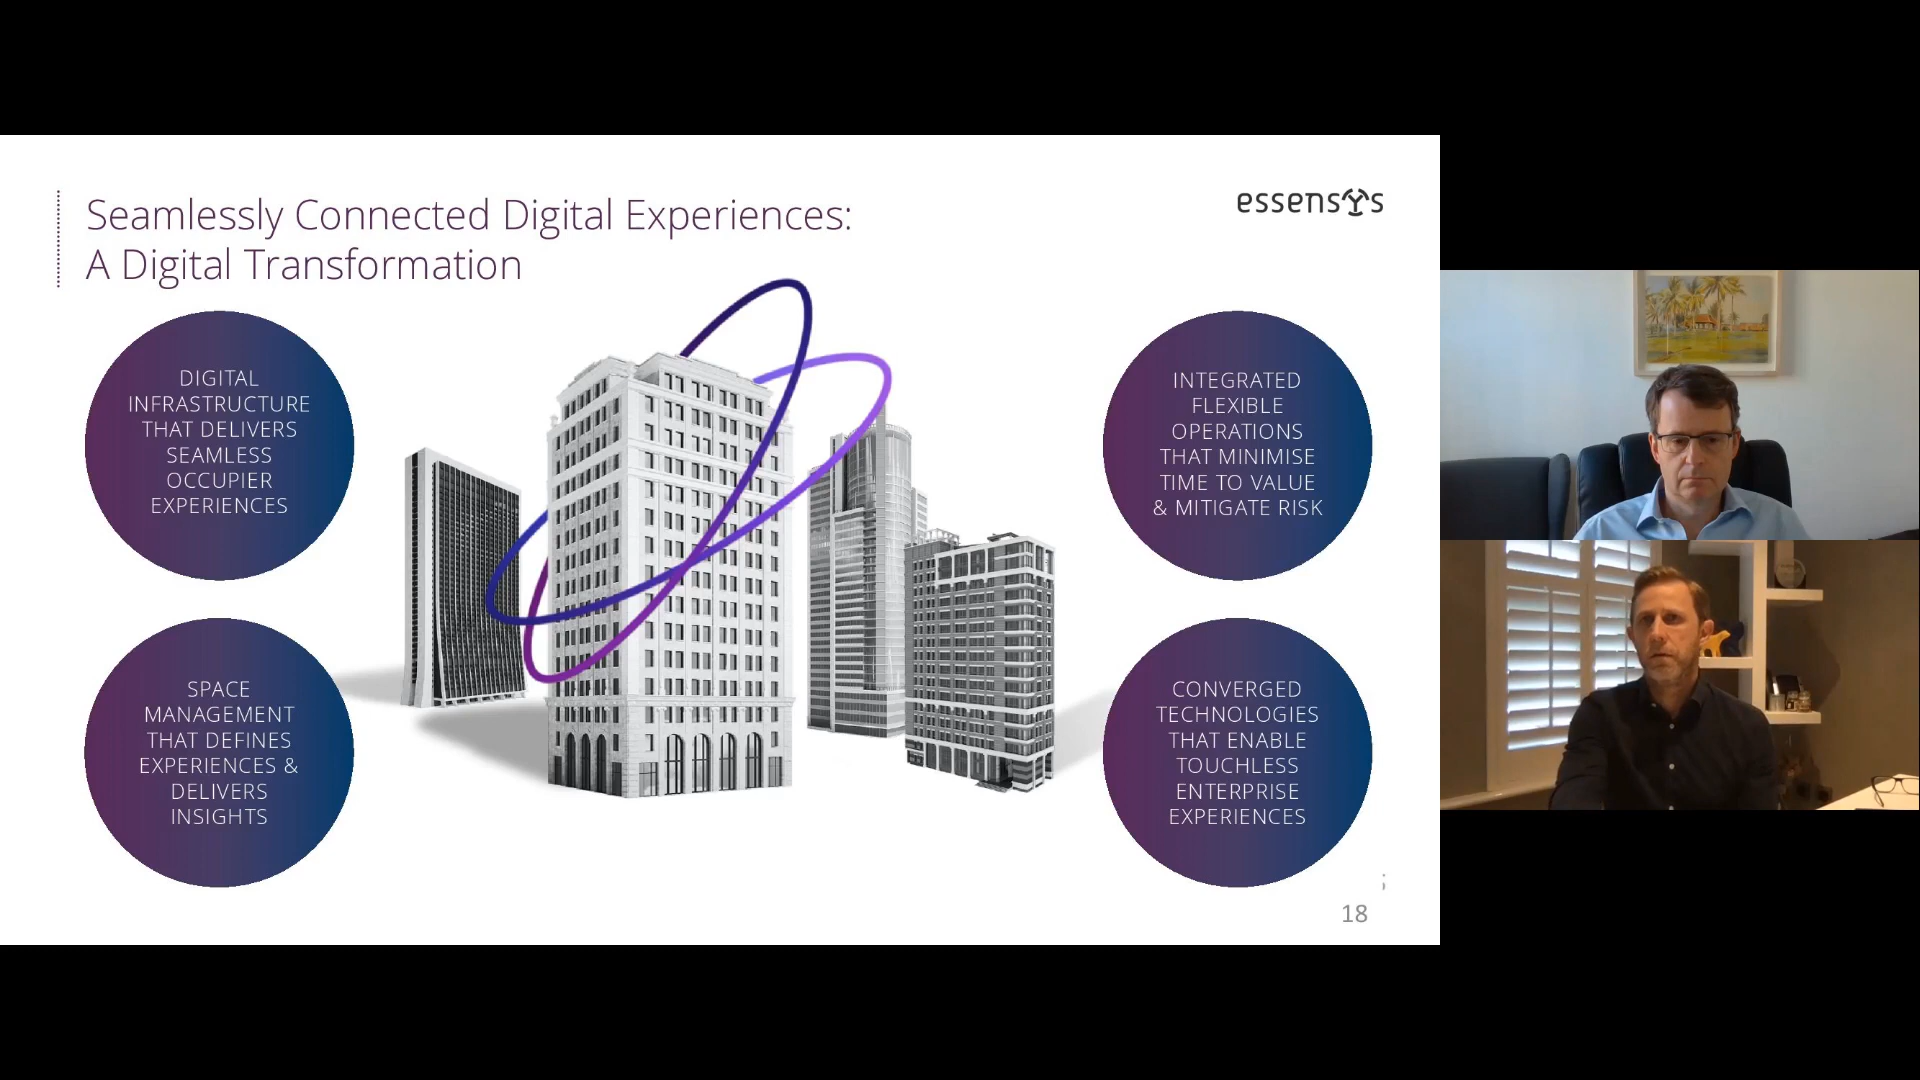 Seamlessly Connected Digital Experiences:
A Digital Transformation
essensys
DIGITAL
INFRASTRUCTURE
THAT DELIVERS
SEAMLESS
OCCUPIER
EXPERIENCES
SPACE
MANAGEMENT
THAT DEFINES
EXPERIENCES &
DELIVERS
INSIGHTS
INTEGRATED
FLEXIBLE
OPERATIONS
THAT MINIMISE
TIME TO VALUE
& MITIGATE RISK
CONVERGED
TECHNOLOGIES
THAT ENABLE
TOUCHLESS
ENTERPRISE
EXPERIENCES
18